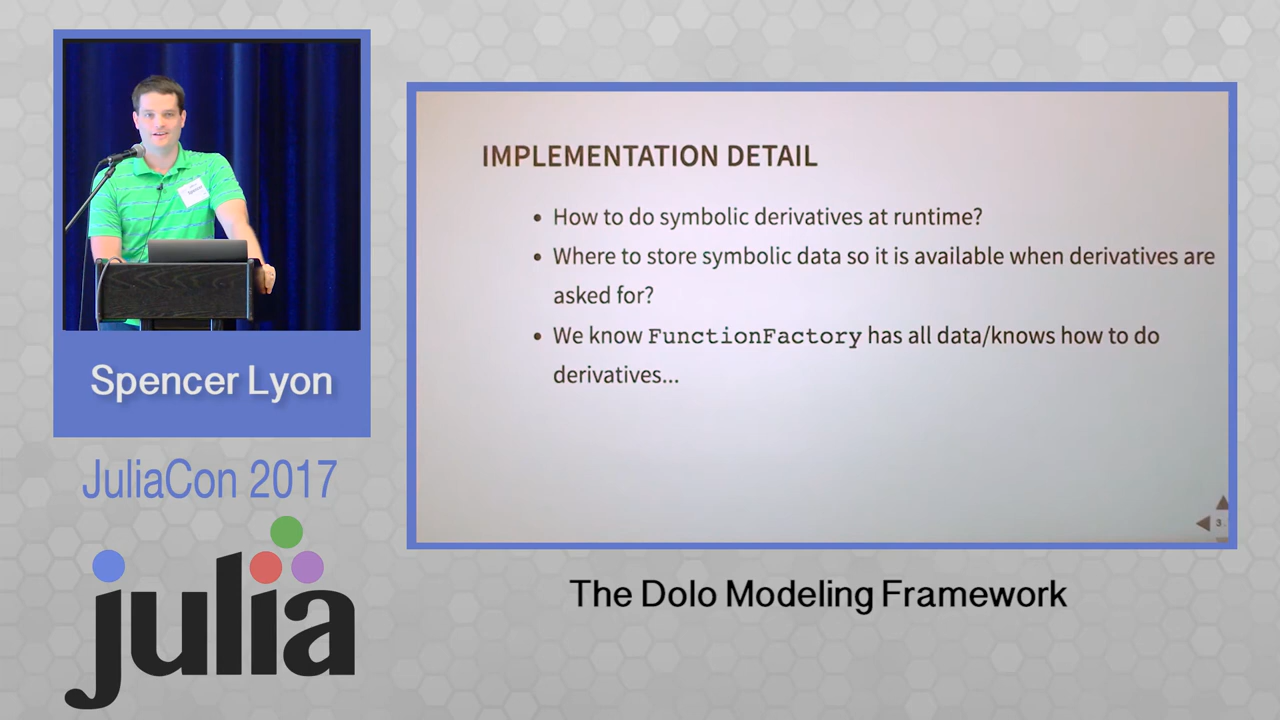 Spencer Lyon
JuliaCon 2017
julia
IMPLEMENTATION DETAIL
• How to do symbolic derivatives at runtime?
• Where to store symbolic data so it is available when derivatives are
asked for?
• We know FunctionFactory has all data/knows how to do
derivatives...
3.
The Dolo Modeling Framework